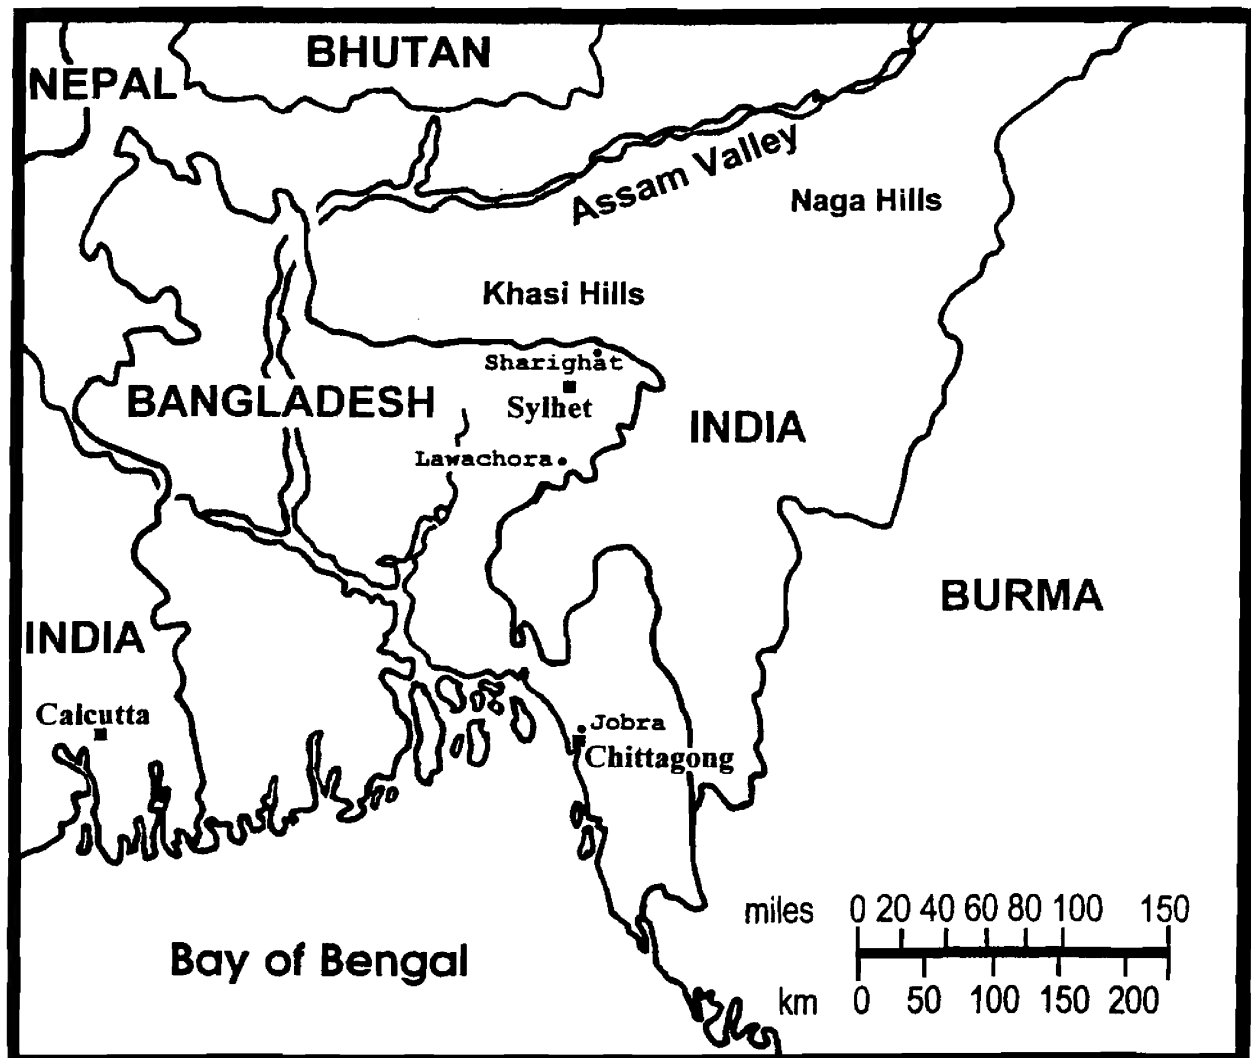 BHUTAN
NEPAL
Assam Valley
Naga Hills
Khasi Hills
Sharighat
Sylhet
BANGLADESH
INDIA
Lawachora
BURMA
INDIA
Calcutta
Jobra
Chittagong
miles 0 20 40 60 80 100 150
Bay of Bengal
km 0 50 100 150 200